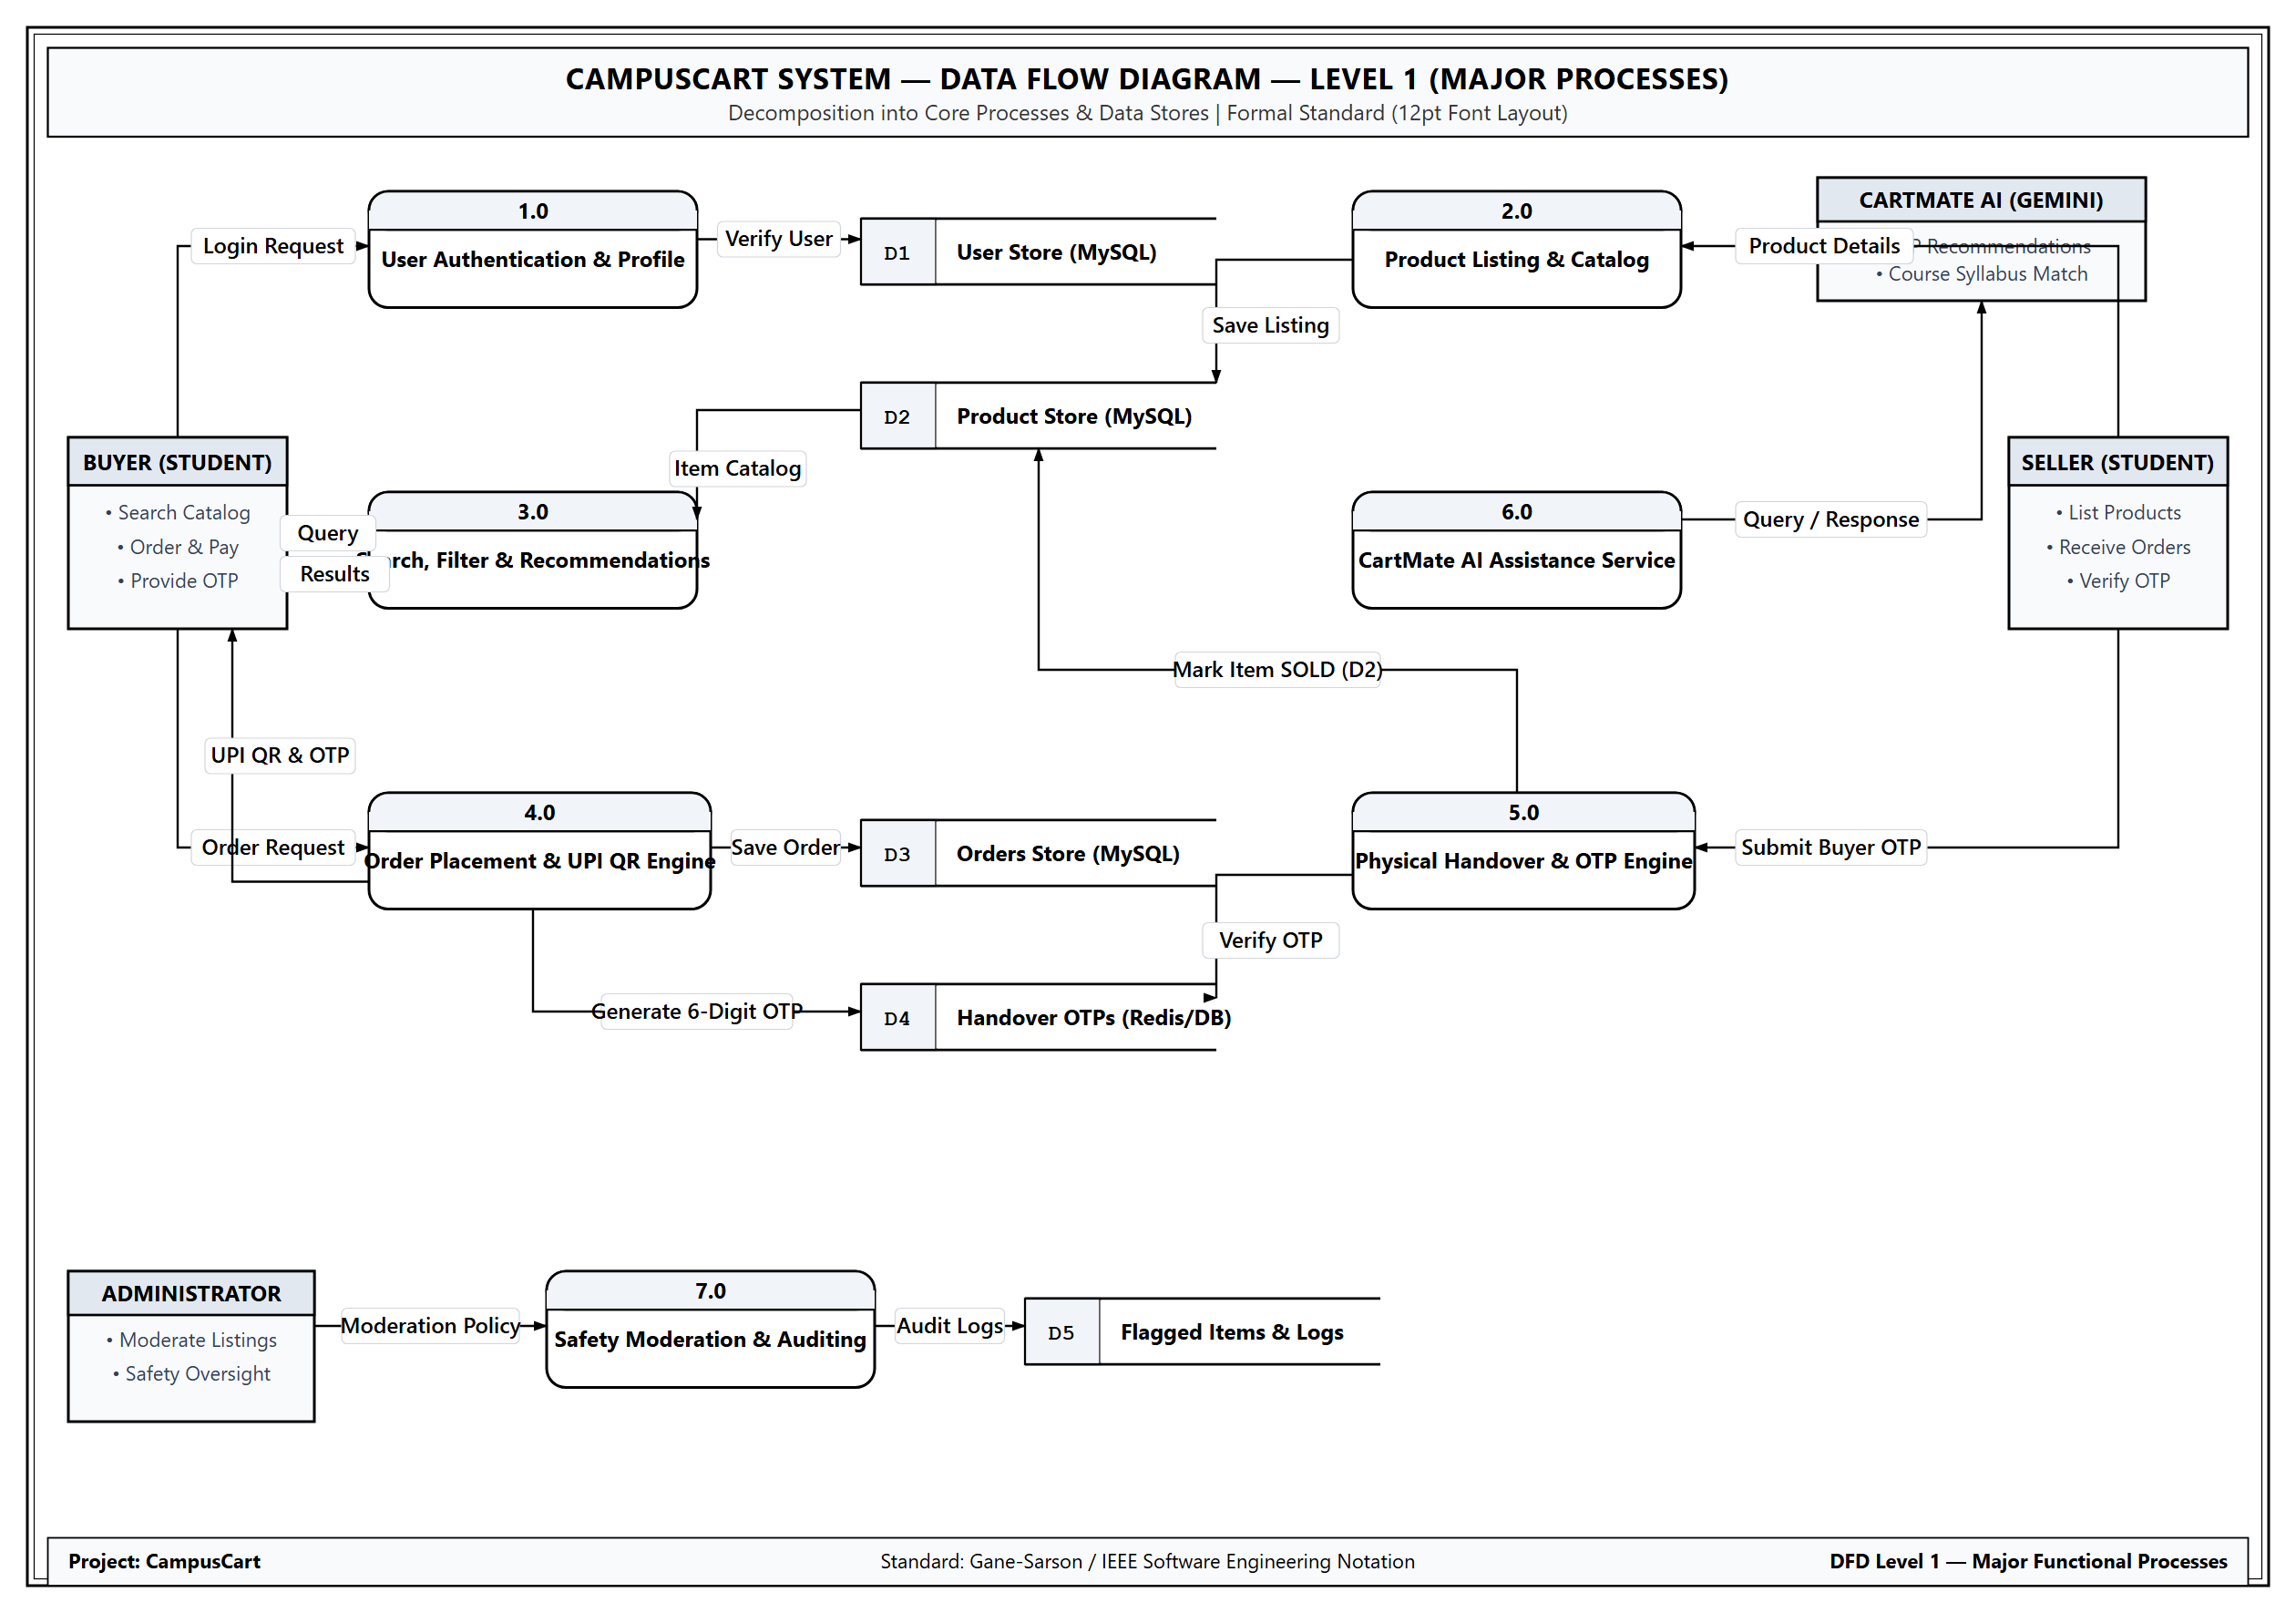 CAMPUSCART SYSTEM — DATA FLOW DIAGRAM — LEVEL 1 (MAJOR PROCESSES)
Decomposition into Core Processes & Data Stores | Formal Standard (12pt Font Layout)
1.0
User Authentication & Profile
Login Request
Verify User
D1
User Store (MySQL)
2.0
Product Listing & Catalog
CARTMATE AI (GEMINI)
Product Details
Recommendations
• Course Syllabus Match
Save Listing
D2
Product Store (MySQL)
Item Catalog
BUYER (STUDENT)
• Search Catalog
• Order & Pay
• Provide OTP
Query
Results
3.0
Filter & Recommendations
6.0
CartMate AI Assistance Service
Query / Response
SELLER (STUDENT)
• List Products
• Receive Orders
• Verify OTP
Mark Item SOLD (D2)
UPI QR & OTP
Order Request
4.0
Order Placement & UPI QR Engine
Save Order
D3
Orders Store (MySQL)
5.0
Physical Handover & OTP Engine
Submit Buyer OTP
Verify OTP
Generate 6-Digit OTP
D4
Handover OTPs (Redis/DB)
ADMINISTRATOR
• Moderate Listings
• Safety Oversight
Moderation Policy
7.0
Safety Moderation & Auditing
Audit Logs
D5
Flagged Items & Logs
Project: CampusCart
Standard: Gane-Sarson / IEEE Software Engineering Notation
DFD Level 1 — Major Functional Processes